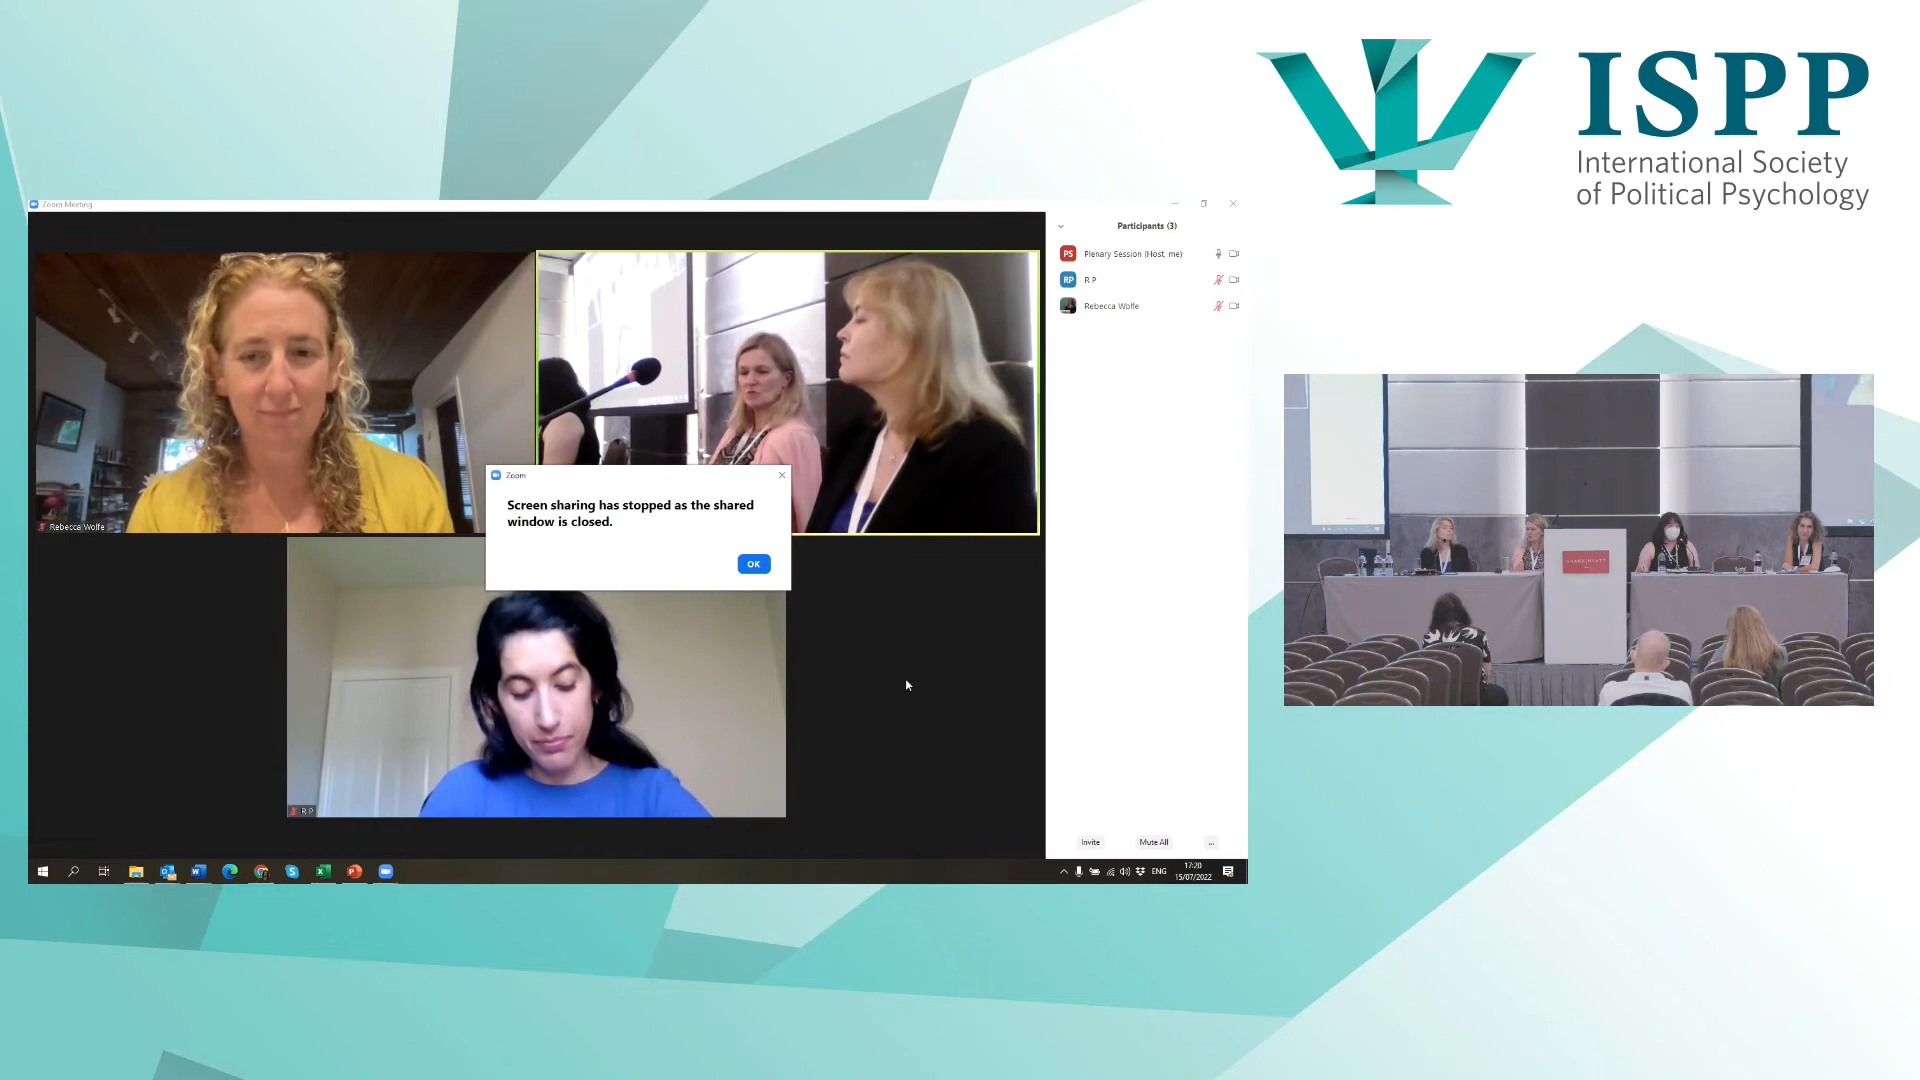 ISPP
International Society
of Political Psychology
Zoom Meeting
Participants (3)
PS Plenary Session (Host, me)
RP R P
Rebecca Wolfe
Rebecca Wolfe
Zoom
Screen sharing has stopped as the shared
window is closed.
OK
R P
Invite
Mute All
...
ENG
17:20
15/07/2022